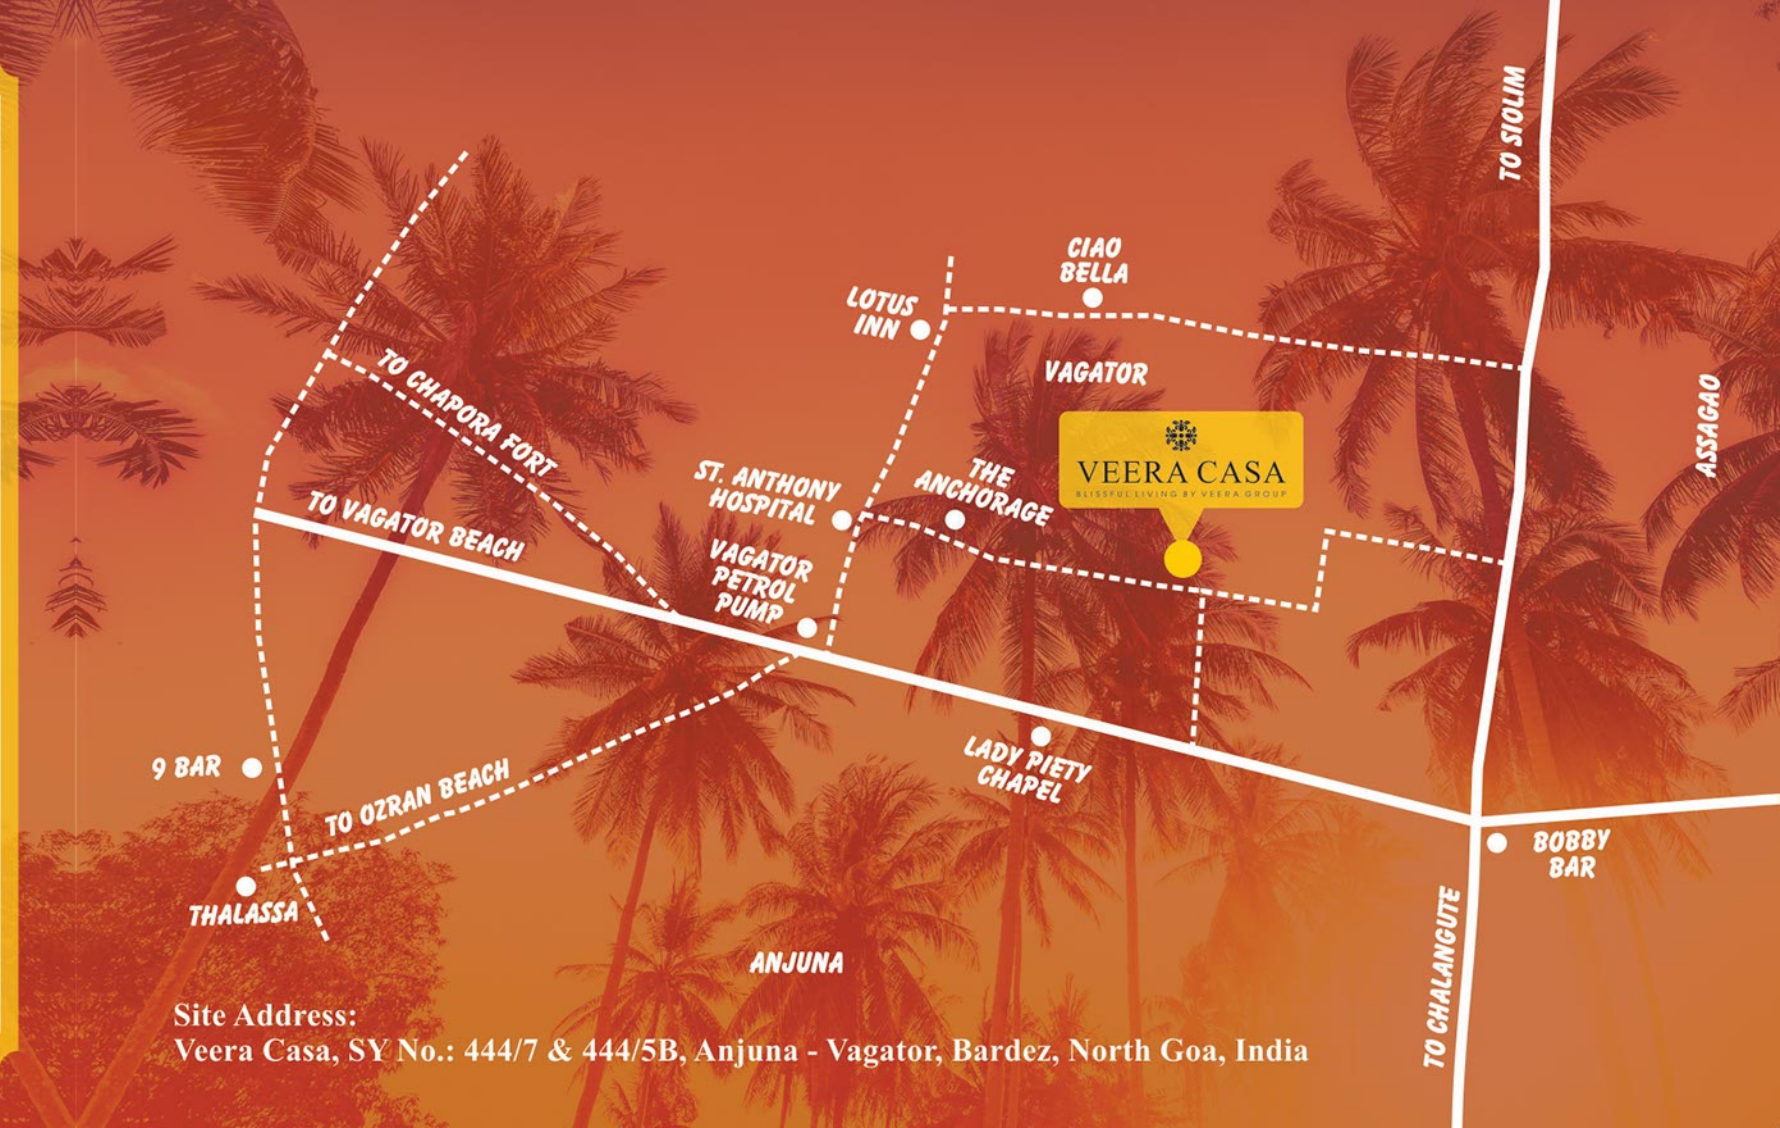 TO SIOLIM
CIAO
BELLA
LOTUS
INN
VAGATOR
TO CHAPORA FORT
ASSAGAO
VEERA CASA
BLISSFUL LIVING BY VEERA GROUP
ST. ANTHONY
HOSPITAL
THE
ANCHORAGE
TO VAGATOR BEACH
VAGATOR
PETROL
PUMP
LADY PIETY
CHAPEL
9 BAR
TO OZRAN BEACH
BOBBY
BAR
THALASSA
TO CHALANGUTE
ANJUNA
Site Address:
Veera Casa, SY No.: 444/7 & 444/5B, Anjuna - Vagator, Bardez, North Goa, India